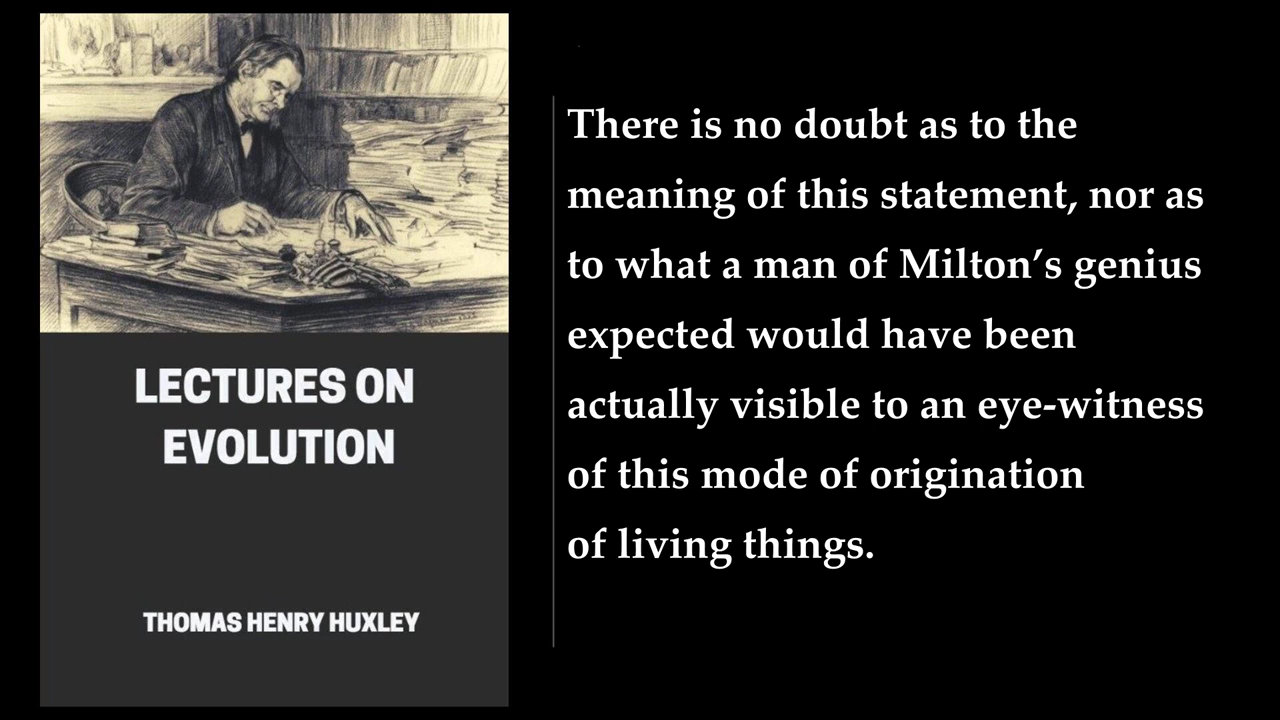 LECTURES ON
EVOLUTION
THOMAS HENRY HUXLEY
There is no doubt as to the
meaning of this statement, nor as
to what a man of Milton’s genius
expected would have been
actually visible to an eye-witness
of this mode of origination
of living things.